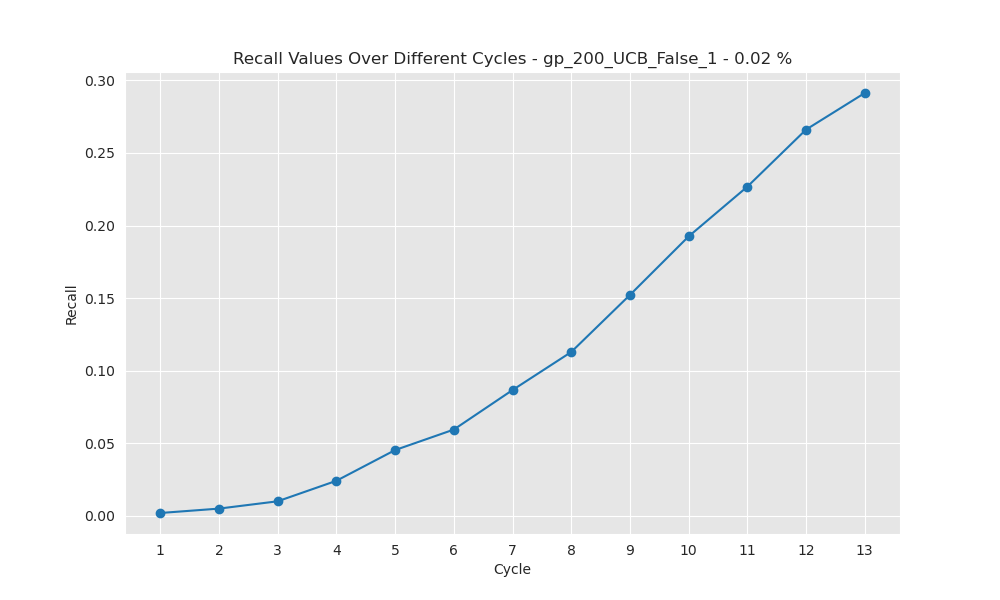 Recall Values Over Different Cycles - gp_200_UCB_False_1 - 0.02 %
0.30
0.25
0.20
0.15
0.10
0.05
0.00
Recall
1 2 3 4 5 6 7 8 9 10 11 12 13
Cycle